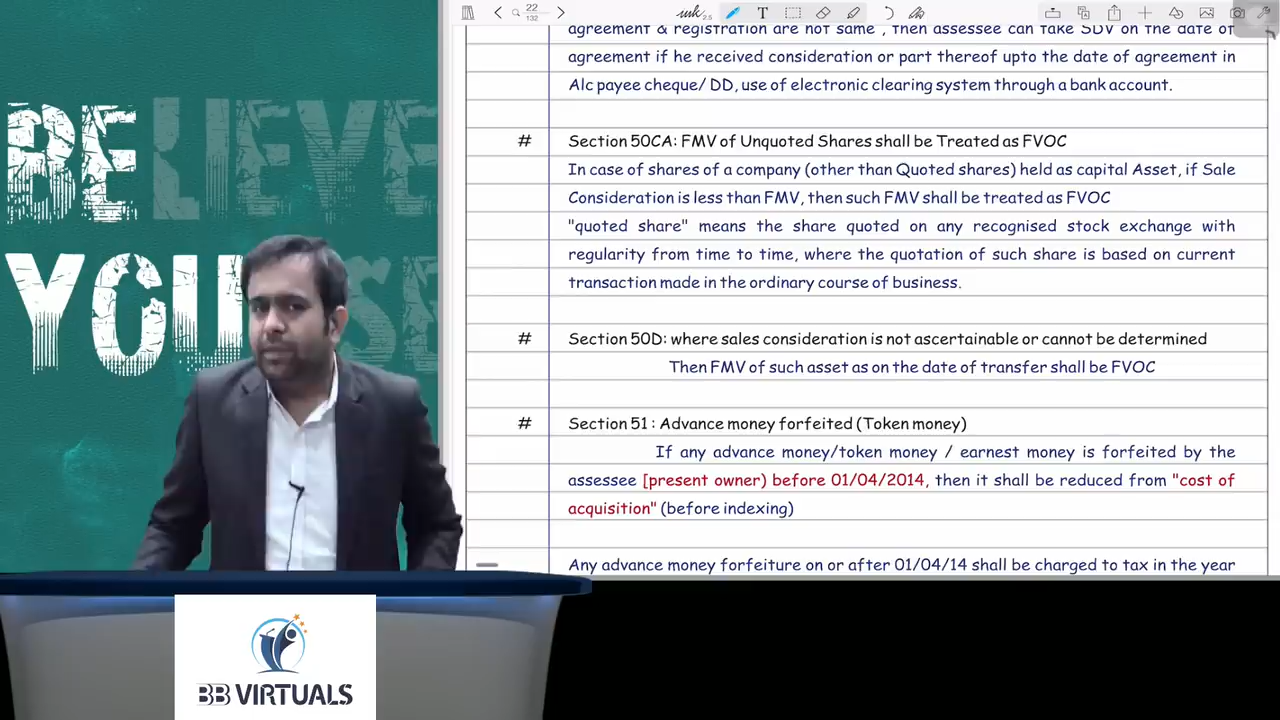 BELIEVE
YOU
22
132
T
2.5
agreement & registration are not same , then assessee can take SDV on the date of
agreement if he received consideration or part thereof upto the date of agreement in
A/c payee cheque/ DD, use of electronic clearing system through a bank account.
# Section 50CA: FMV of Unquoted Shares shall be Treated as FVOC
In case of shares of a company (other than Quoted shares) held as capital Asset, if Sale
Consideration is less than FMV, then such FMV shall be treated as FVOC
"quoted share" means the share quoted on any recognised stock exchange with
regularity from time to time, where the quotation of such share is based on current
transaction made in the ordinary course of business.
# Section 50D: where sales consideration is not ascertainable or cannot be determined
Then FMV of such asset as on the date of transfer shall be FVOC
# Section 51 : Advance money forfeited (Token money)
If any advance money/token money / earnest money is forfeited by the
assessee [present owner) before 01/04/2014, then it shall be reduced from "cost of
acquisition" (before indexing)
Any advance money forfeiture on or after 01/04/14 shall be charged to tax in the year
BB VIRTUALS